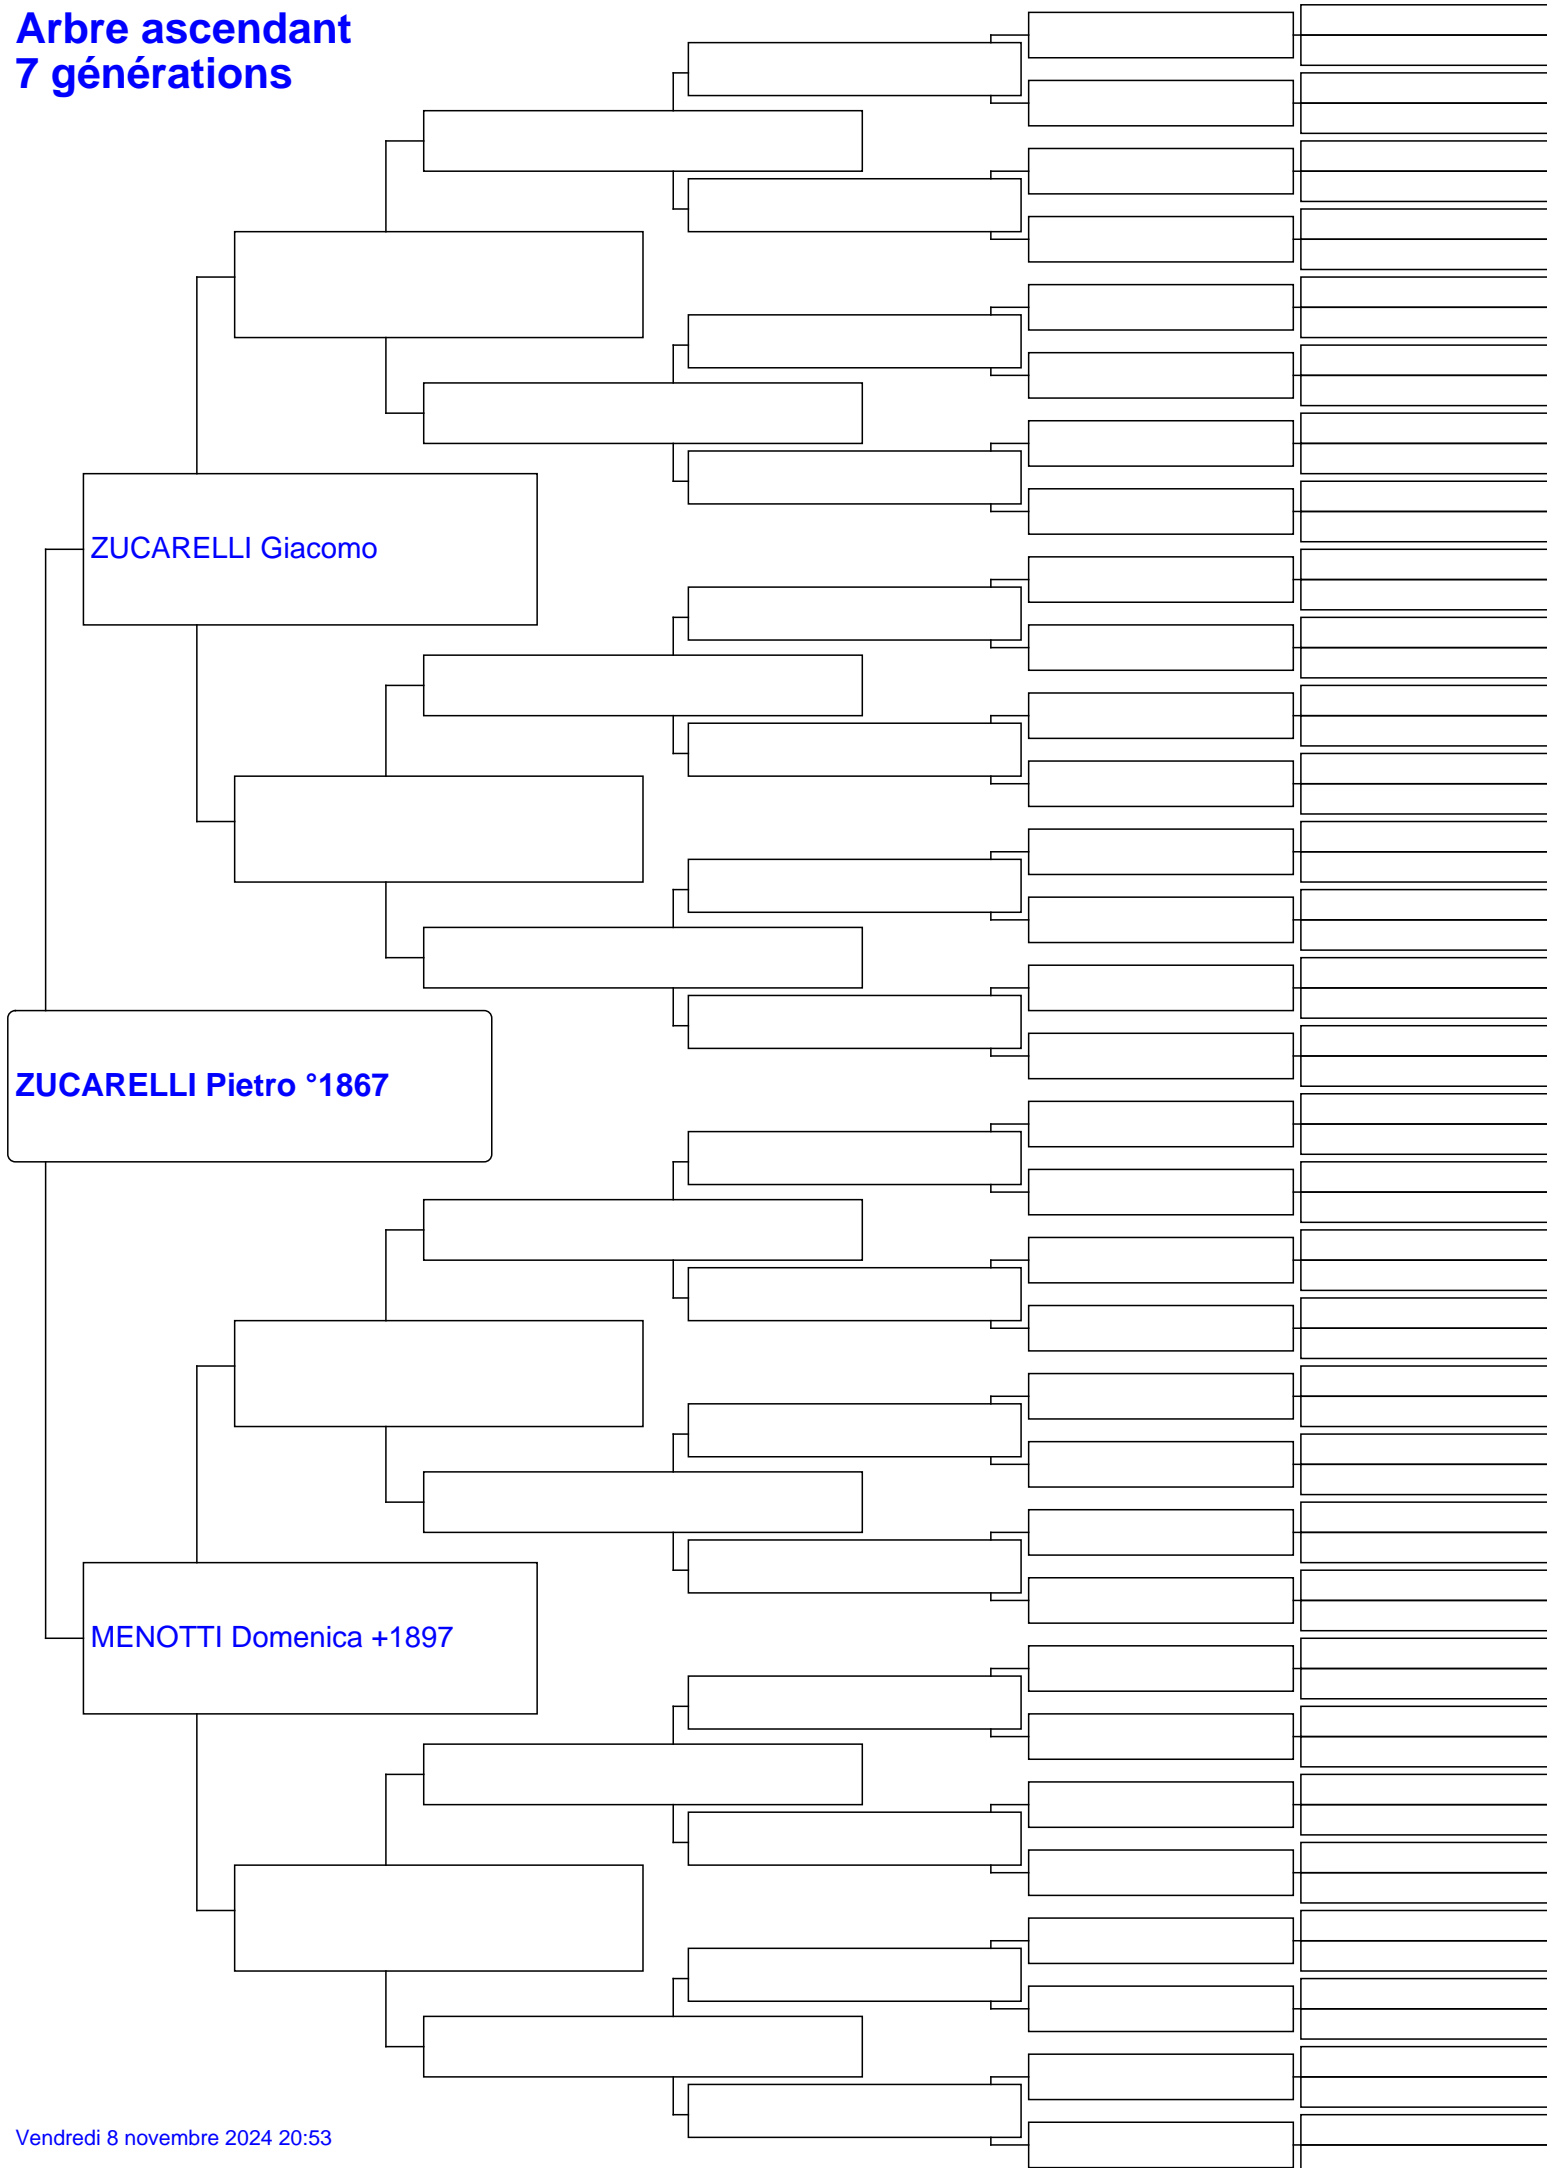 Arbre ascendant
7 générations
ZUCARELLI Giacomo
ZUCARELLI Pietro °1867
MENOTTI Domenica +1897
Vendredi 8 novembre 2024 20:53